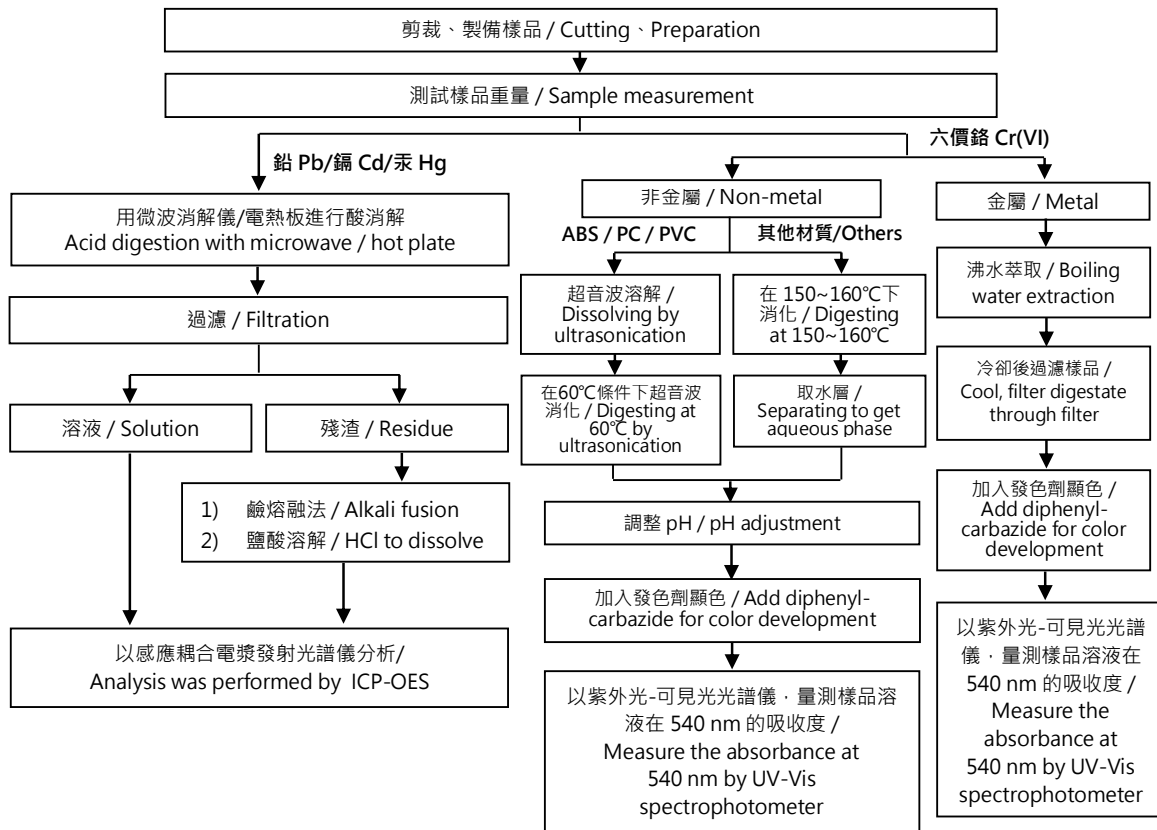 剪裁、製備樣品 / Cutting、Preparation
測試樣品重量 / Sample measurement
鉛 Pb/鎘 Cd/汞 Hg
六價鉻 Cr(VI)
用微波消解儀/電熱板進行酸消解
Acid digestion with microwave / hot plate
過濾 / Filtration
溶液 / Solution
殘渣 / Residue
1) 鹼熔融法 / Alkali fusion
2) 鹽酸溶解 / HCl to dissolve
以感應耦合電漿發射光譜儀分析/
Analysis was performed by ICP-OES
非金屬 / Non-metal
ABS / PC / PVC
其他材質/Others
超音波溶解 /
Dissolving by
ultrasonication
在 150~160℃下
消化 / Digesting
at 150~160℃
在60℃條件下超音波
消化 / Digesting at
60℃ by
ultrasonication
取水層 /
Separating to get
aqueous phase
調整 pH / pH adjustment
加入發色劑顯色 / Add diphenyl-
carbazide for color development
以紫外光-可見光光譜儀，量測樣品溶
液在 540 nm 的吸收度 /
Measure the absorbance at
540 nm by UV-Vis
spectrophotometer
金屬 / Metal
沸水萃取 / Boiling
water extraction
冷卻後過濾樣品 /
Cool, filter digestate
through filter
加入發色劑顯色 /
Add diphenyl-
carbazide for color
development
以紫外光-可見光光譜
儀，量測樣品溶液在
540 nm 的吸收度 /
Measure the
absorbance at
540 nm by UV-Vis
spectrophotometer